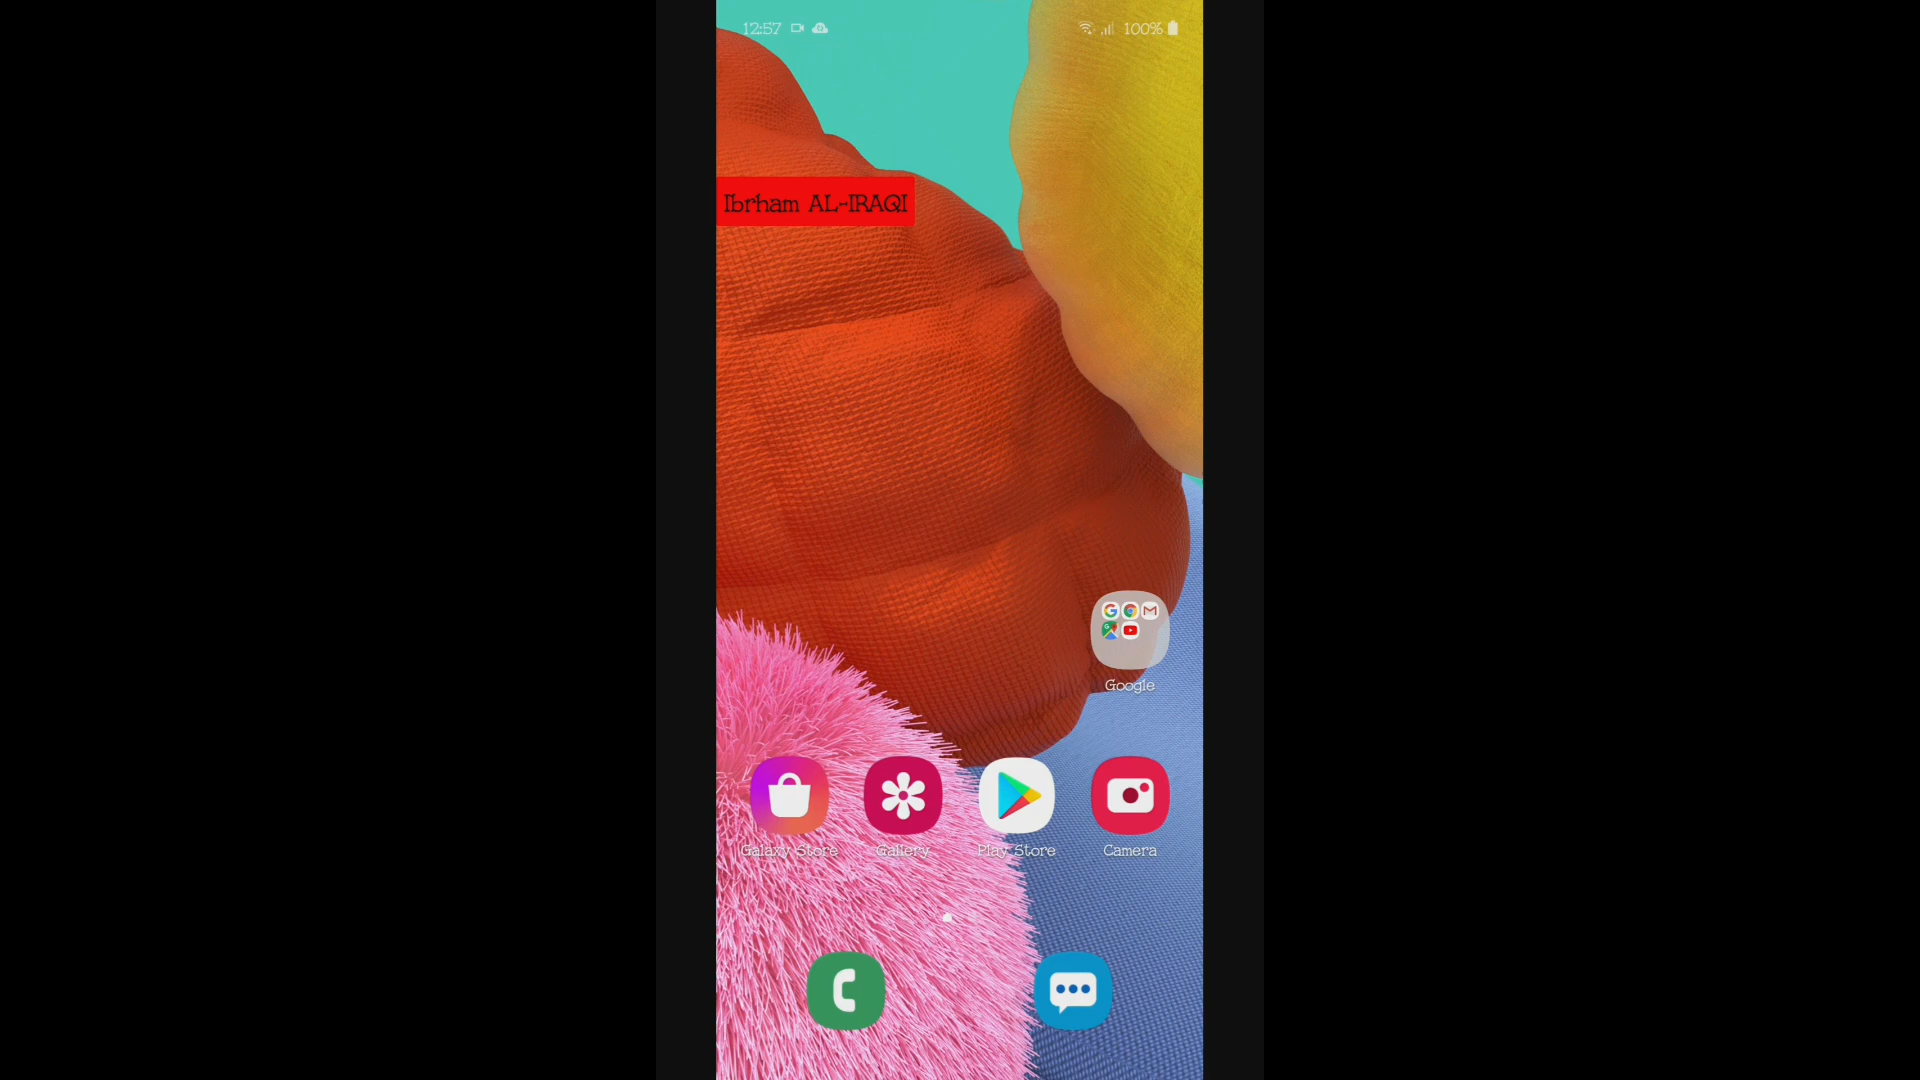 12:57
100%
Ibrham AL-IRAQI
Google
Galaxy Store
Gallery
Play Store
Camera